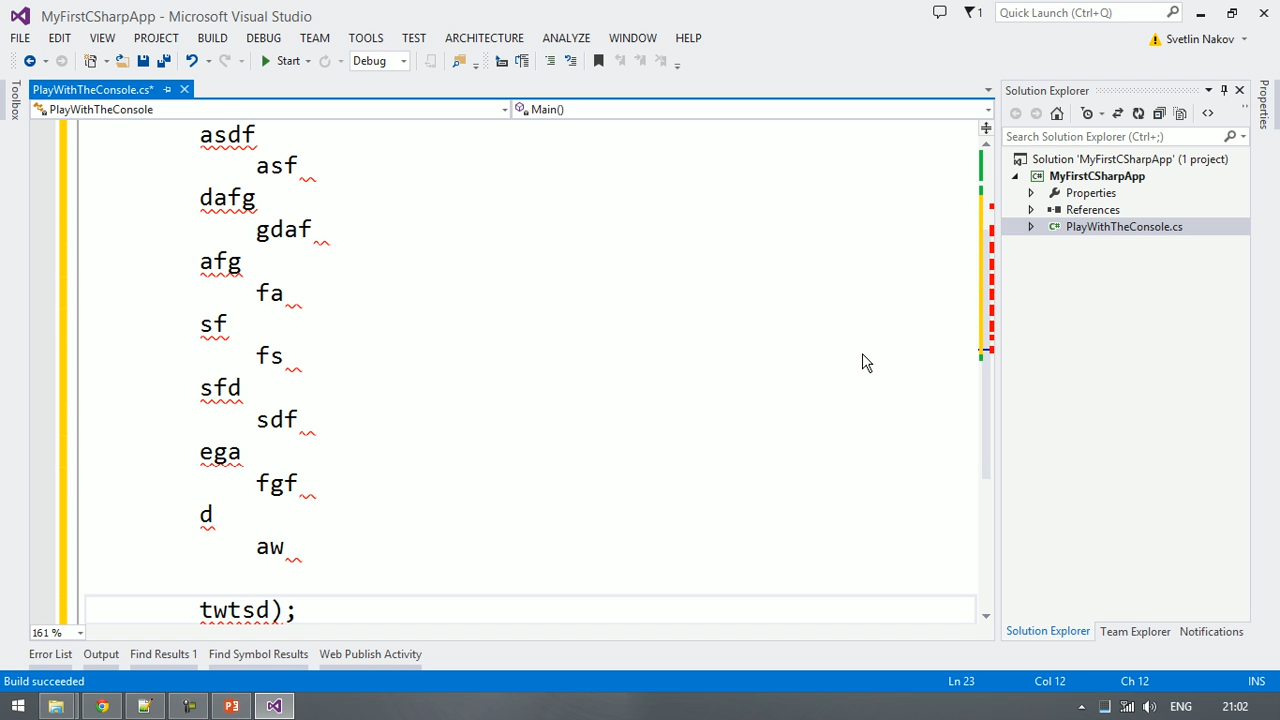 MyFirstCSharpApp - Microsoft Visual Studio
1
Quick Launch (Ctrl+Q)
FILE EDIT VIEW PROJECT BUILD DEBUG TEAM TOOLS TEST ARCHITECTURE ANALYZE WINDOW HELP
Svetlin Nakov
Start
Debug
PlayWithTheConsole.cs*
PlayWithTheConsole
Main()
Toolbox
asdf
asf
dafg
gdaf
afg
fa
sf
fs
sfd
sdf
ega
fgf
d
aw
twtsd);
161 %
Solution Explorer
Search Solution Explorer (Ctrl+;)
Solution 'MyFirstCSharpApp' (1 project)
MyFirstCSharpApp
Properties
References
PlayWithTheConsole.cs
Solution Explorer Team Explorer Notifications
Properties
Error List Output Find Results 1 Find Symbol Results Web Publish Activity
Build succeeded
Ln 23 Col 12 Ch 12 INS
ENG 21:02